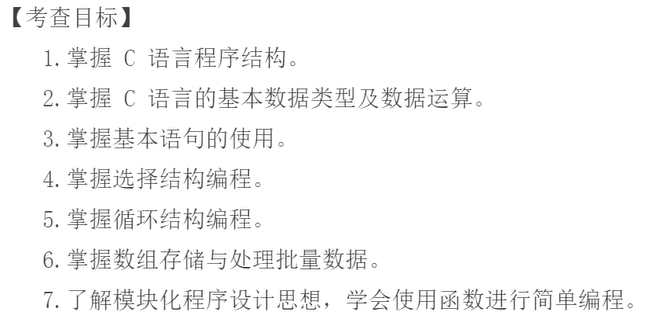 【考查目标】
1.掌握 C 语言程序结构。
2.掌握 C 语言的基本数据类型及数据运算。
3.掌握基本语句的使用。
4.掌握选择结构编程。
5.掌握循环结构编程。
6.掌握数组存储与处理批量数据。
7.了解模块化程序设计思想，学会使用函数进行简单编程。